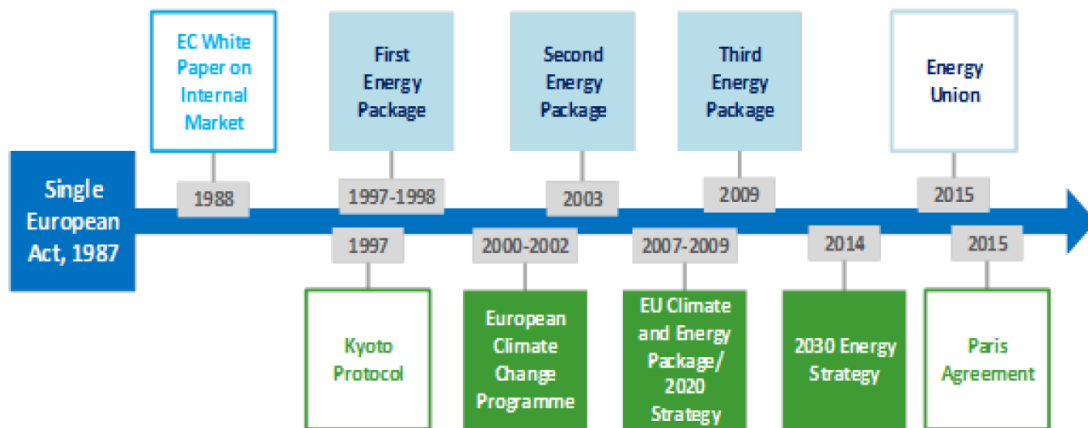 EC White
Paper on
Internal
Market
First
Energy
Package
Second
Energy
Package
Third
Energy
Package
Energy
Union
Single
European
Act, 1987
1988
1997-1998
2003
2009
2015
1997
2000-2002
2007-2009
2014
2015
Kyoto
Protocol
European
Climate
Change
Programme
EU Climate
and Energy
Package/
2020
Strategy
2030 Energy
Strategy
Paris
Agreement